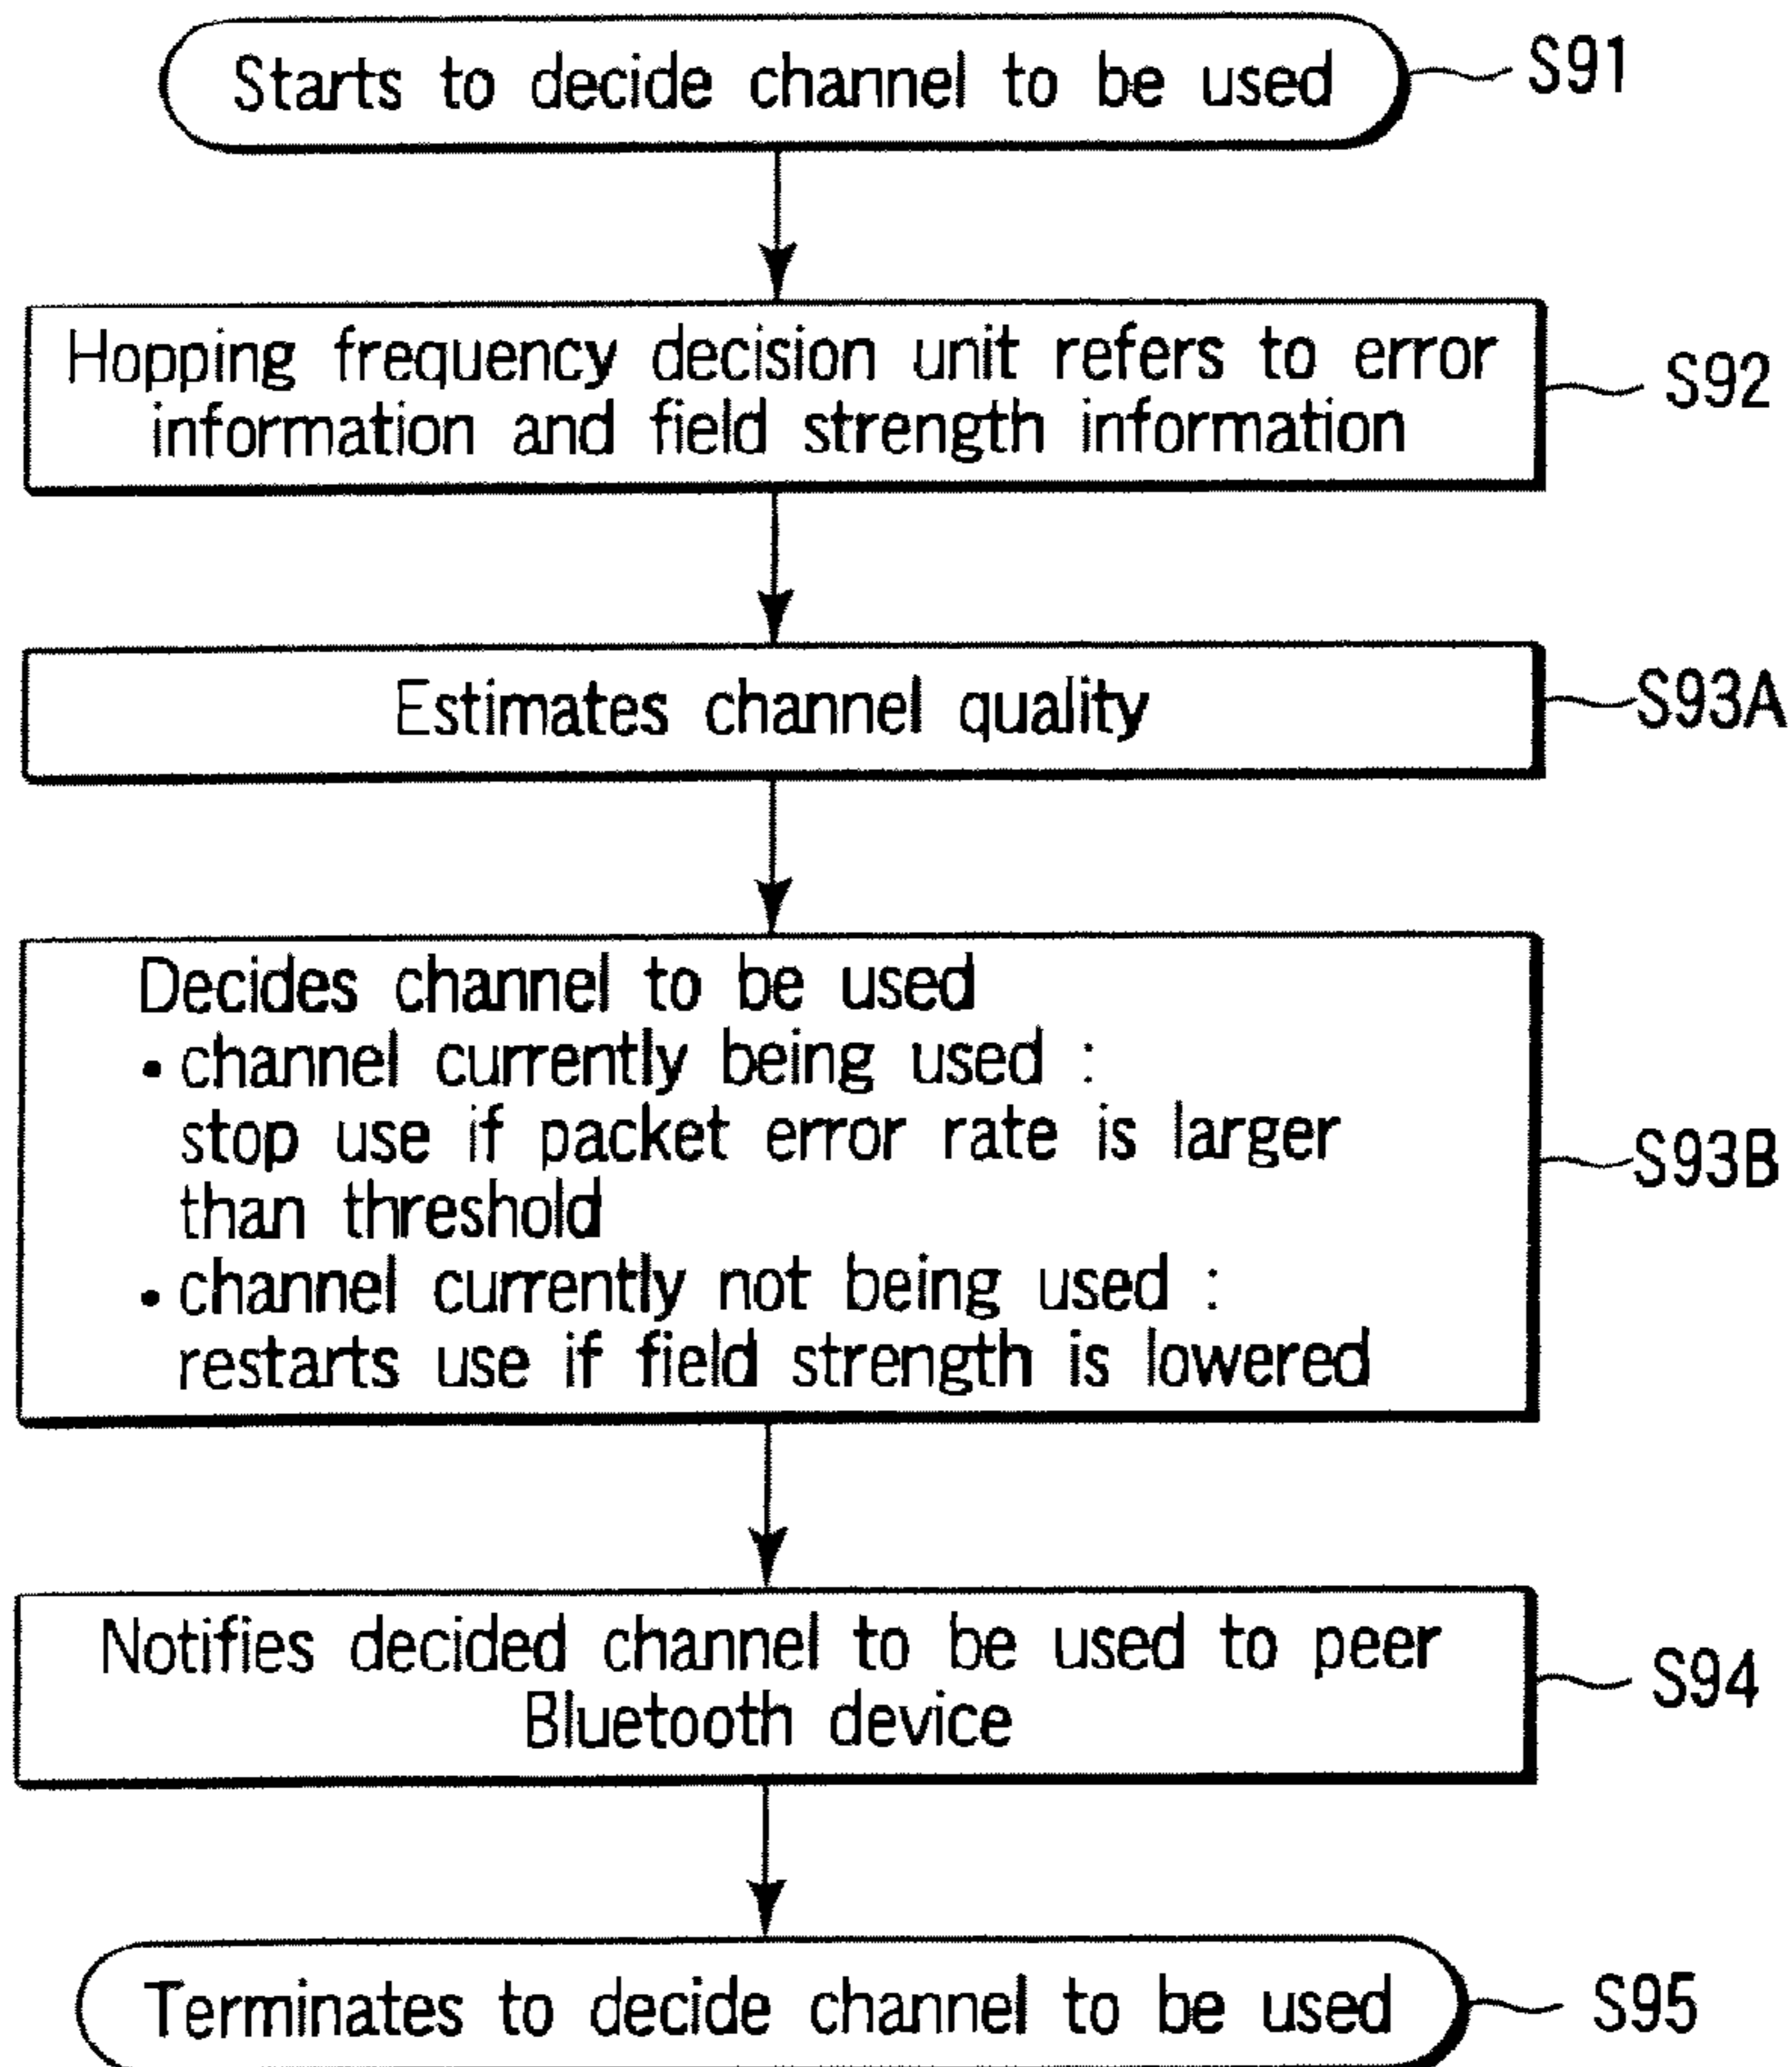 Starts to decide channel to be used
S91
Hopping frequency decision unit refers to error
information and field strength information
S92
Estimates channel quality
S93A
Decides channel to be used
• channel currently being used :
stop use if packet error rate is larger
than threshold
• channel currently not being used :
restarts use if field strength is lowered
S93B
Notifies decided channel to be used to peer
Bluetooth device
S94
Terminates to decide channel to be used
S95